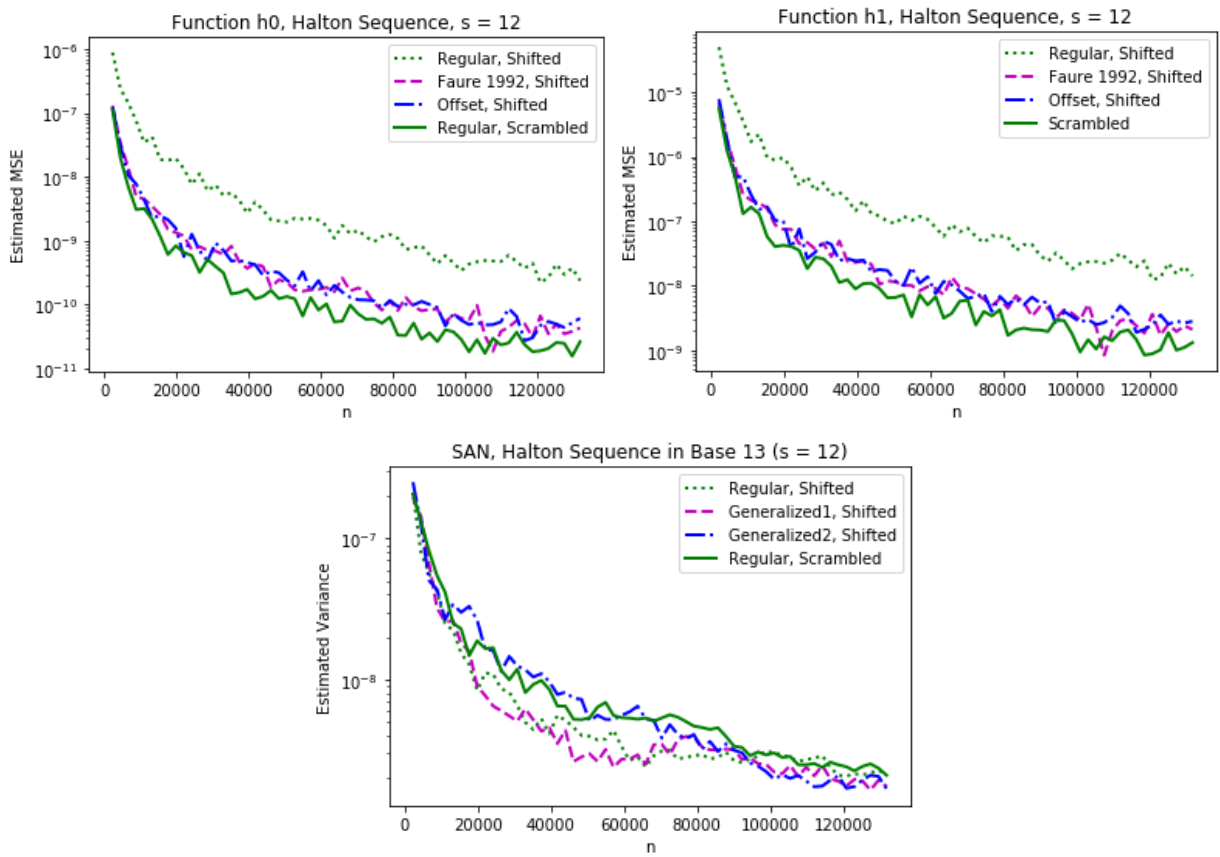 Function h0, Halton Sequence, s = 12
Estimated MSE
10^-6
10^-7
10^-8
10^-9
10^-10
10^-11
Regular, Shifted
Faure 1992, Shifted
Offset, Shifted
Regular, Scrambled
0 20000 40000 60000 80000 100000 120000
n
Function h1, Halton Sequence, s = 12
Estimated MSE
10^-5
10^-6
10^-7
10^-8
10^-9
Regular, Shifted
Faure 1992, Shifted
Offset, Shifted
Scrambled
0 20000 40000 60000 80000 100000 120000
n
SAN, Halton Sequence in Base 13 (s = 12)
Estimated Variance
10^-7
10^-8
Regular, Shifted
Generalized1, Shifted
Generalized2, Shifted
Regular, Scrambled
0 20000 40000 60000 80000 100000 120000
n